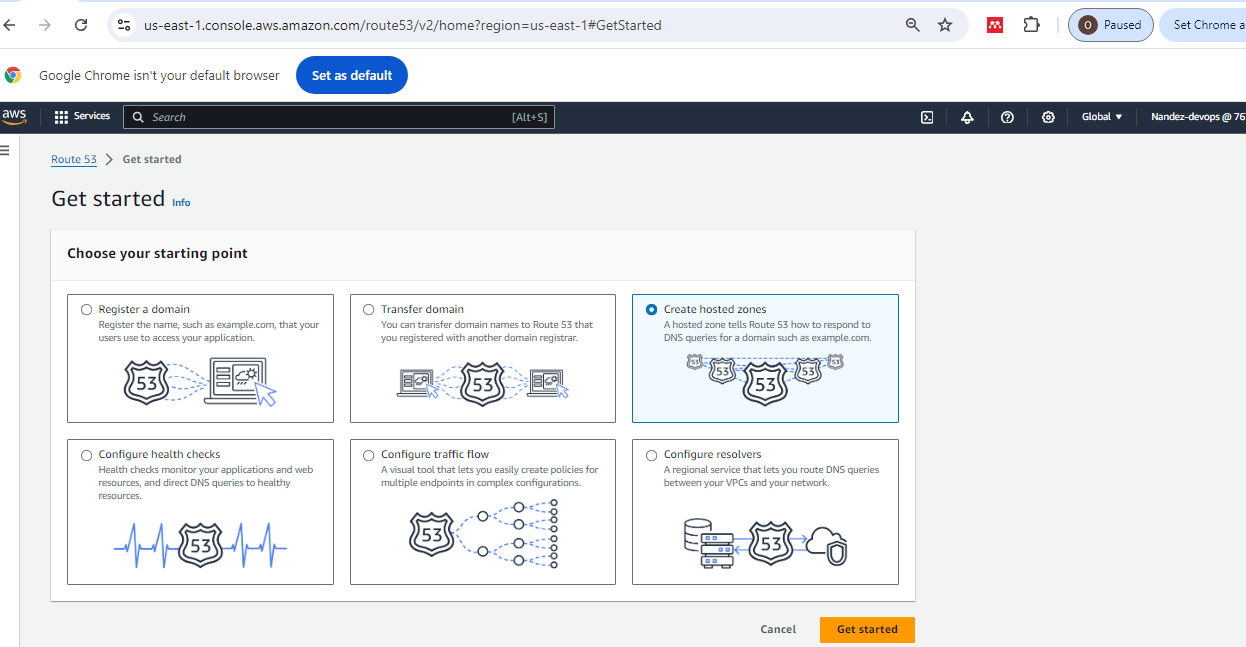 us-east-1.console.aws.amazon.com/route53/v2/home?region=us-east-1#GetStarted
O Paused
Set Chrome a
Google Chrome isn't your default browser
Set as default
aws
Services
Search
[Alt+S]
Global
Nandez-devops @ 76
Route 53
Get started
Get started
Info
Choose your starting point
Register a domain
Register the name, such as example.com, that your
users use to access your application.
53
Transfer domain
You can transfer domain names to Route 53 that
you registered with another domain registrar.
53
Create hosted zones
A hosted zone tells Route 53 how to respond to
DNS queries for a domain such as example.com.
53
53
53
53
53
Configure health checks
Health checks monitor your applications and web
resources, and direct DNS queries to healthy
resources.
53
Configure traffic flow
A visual tool that lets you easily create policies for
multiple endpoints in complex configurations.
53
Configure resolvers
A regional service that lets you route DNS queries
between your VPCs and your network.
53
Cancel
Get started